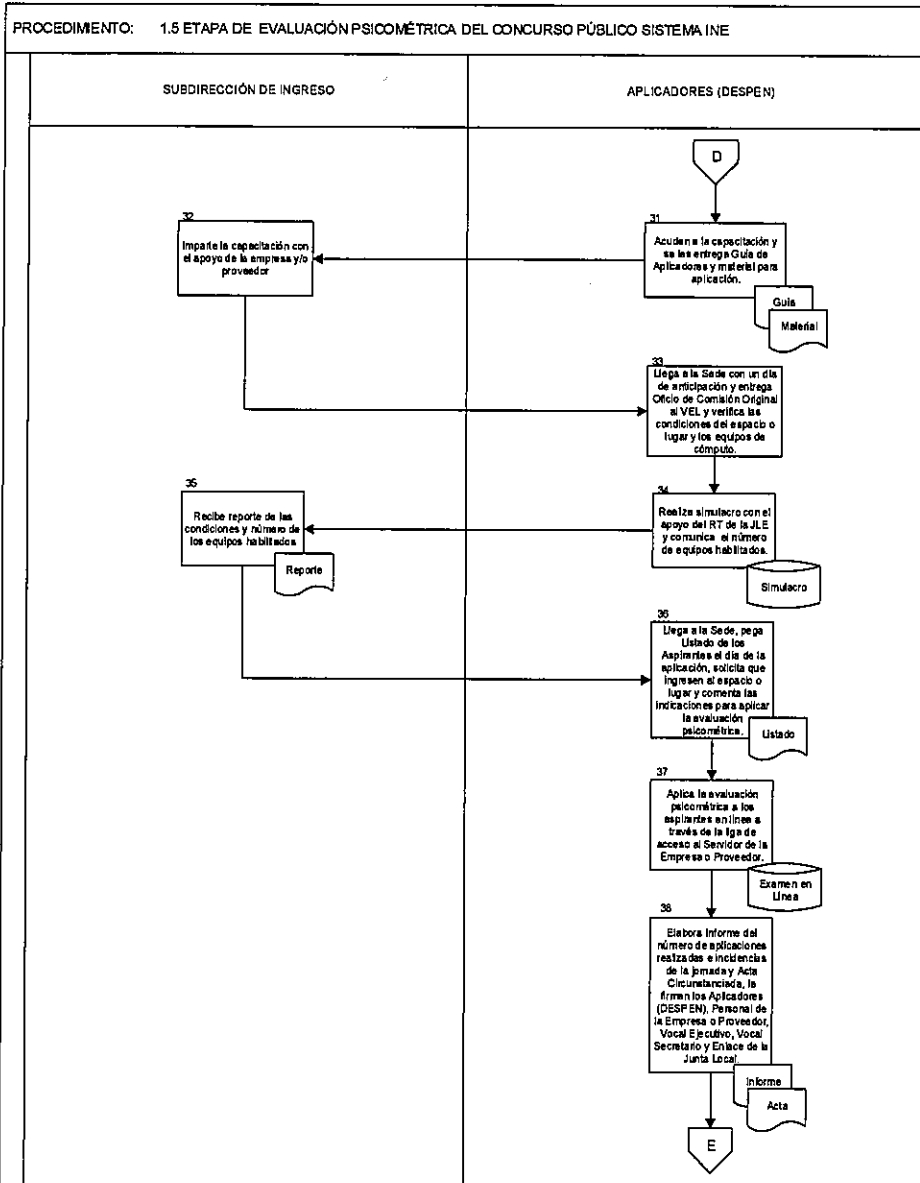 PROCEDIMIENTO: 1.5 ETAPA DE EVALUACIÓN PSICOMÉTRICA DEL CONCURSO PÚBLICO SISTEMA INE
SUBDIRECCIÓN DE INGRESO
APLICADORES (DESPEN)
D
31
Acuden a la capacitación y
se les entrega Guía de
Aplicadores y material para
aplicación.
Guía
Material
32
Imparte la capacitación con
el apoyo de la empresa y/o
proveedor
33
Llega a la Sede con un día
de anticipación y entrega
Oficio de Comisión Original
al VEL y verifica las
condiciones del espacio o
lugar y los equipos de
cómputo.
34
Realiza simulacro con el
apoyo del RT de la JLE
y comunica el número
de equipos habilitados.
Simulacro
35
Recibe reporte de las
condiciones y número de
los equipos habilitados
Reporte
36
Llega a la Sede, pega
Listado de los
Aspirantes el día de la
aplicación, solicita que
ingresen al espacio o
lugar y comenta las
indicaciones para aplicar
la evaluación
psicométrica.
Listado
37
Aplica la evaluación
psicométrica a los
aspirantes en línea a
través de la liga de
acceso al Servidor de la
Empresa o Proveedor.
Examen en
Línea
38
Elabora Informe del
número de aplicaciones
realizadas e incidencias
de la jornada y Acta
Circunstanciada, la
firman los Aplicadores
(DESPEN), Personal de
la Empresa o Proveedor,
Vocal Ejecutivo, Vocal
Secretario y Enlace de la
Junta Local.
Informe
Acta
E